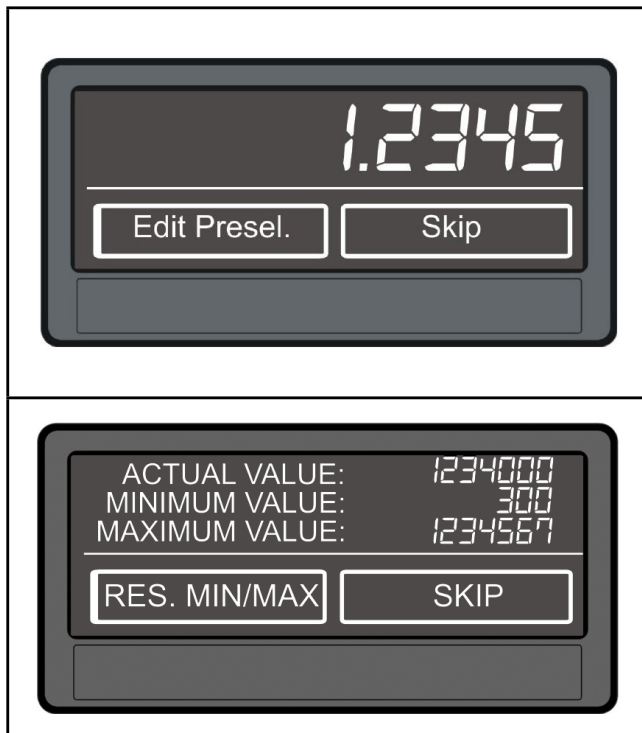 1.2345
Edit Presel. Skip
ACTUAL VALUE: 1234000
MINIMUM VALUE: 300
MAXIMUM VALUE: 1234567
RES. MIN/MAX SKIP